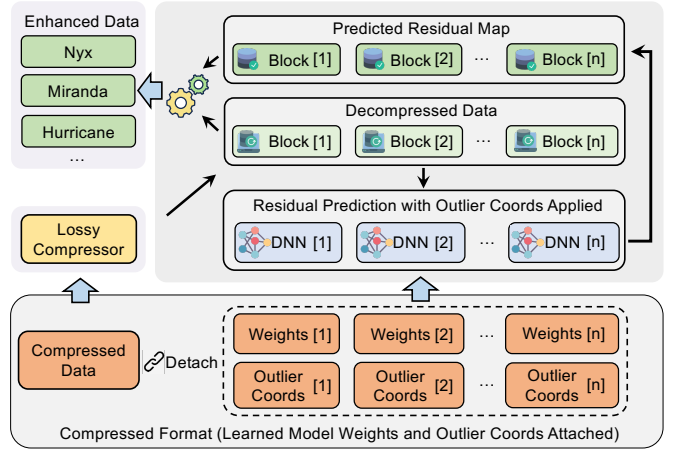 Enhanced Data
Nyx
Miranda
Hurricane
...
Predicted Residual Map
Block [1]
Block [2]
...
Block [n]
Decompressed Data
Block [1]
Block [2]
...
Block [n]
Residual Prediction with Outlier Coords Applied
DNN [1]
DNN [2]
...
DNN [n]
Lossy
Compressor
Compressed
Data
Detach
Weights [1]
Weights [2]
...
Weights [n]
Outlier
Coords [1]
Outlier
Coords [2]
...
Outlier
Coords [n]
Compressed Format (Learned Model Weights and Outlier Coords Attached)